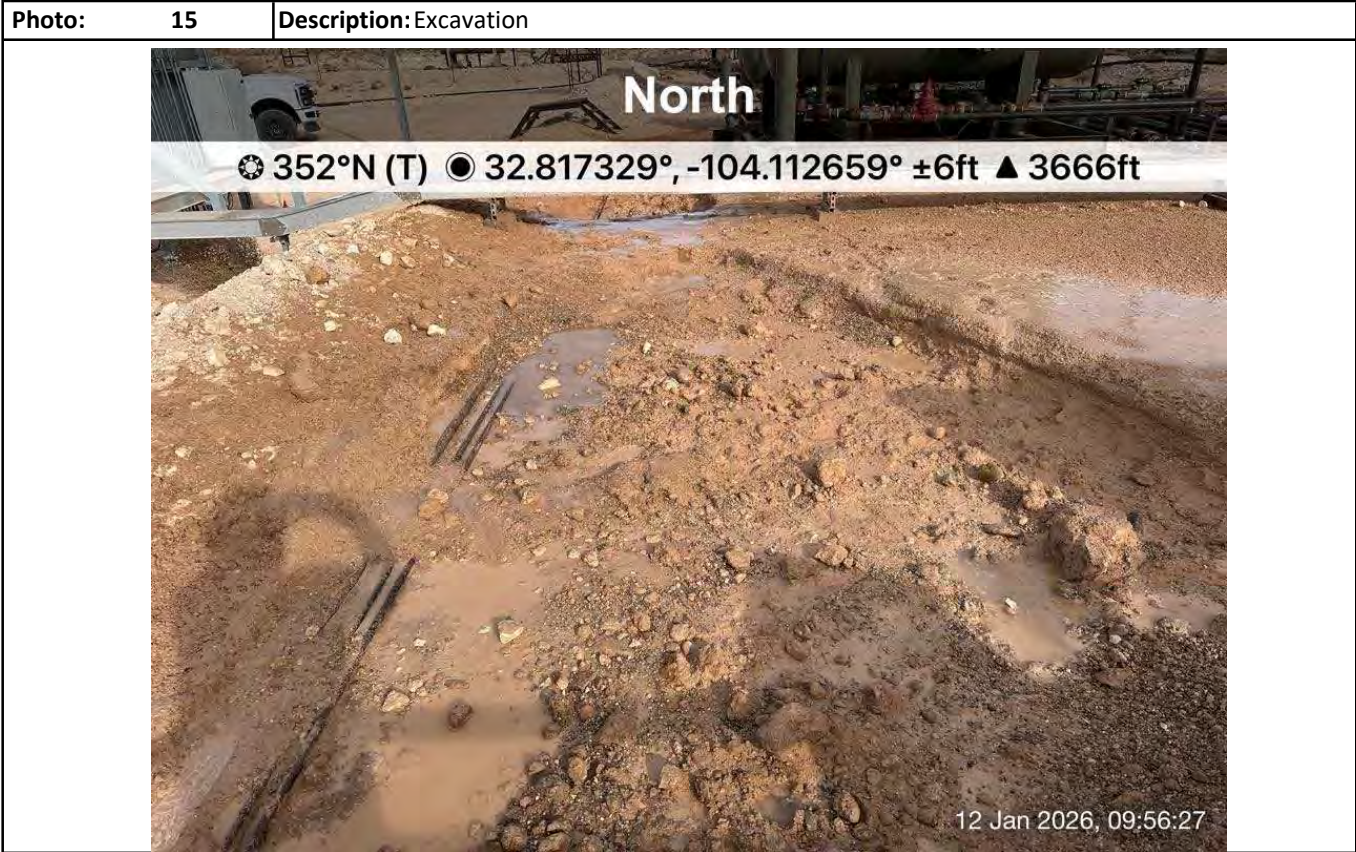 Photo: 15 Description: Excavation
North
352°N (T) 32.817329°, -104.112659° ±6ft ▲ 3666ft
12 Jan 2026, 09:56:27